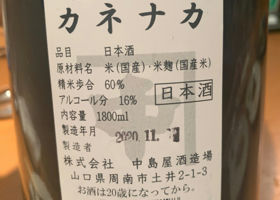 カネナカ
品目 日本酒
原材料名 米(国産)・米麹(国産米)
精米歩合 60%
アルコール分 16%
日本酒
内容量 1800ml
製造年月 2020 11.
製造者
株式会社 中島屋酒造場
山口県周南市土井2-1-3
お酒は20歳になってから。